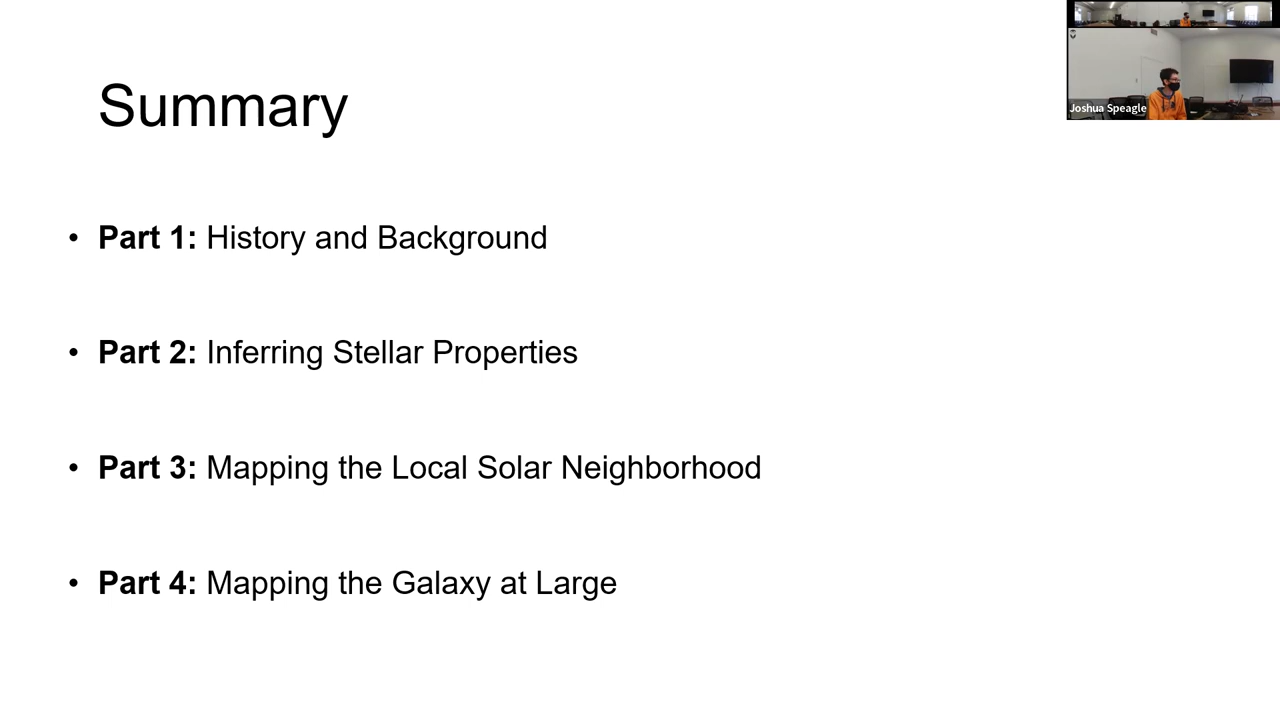 Summary
Joshua Speagle
• Part 1: History and Background
• Part 2: Inferring Stellar Properties
• Part 3: Mapping the Local Solar Neighborhood
• Part 4: Mapping the Galaxy at Large